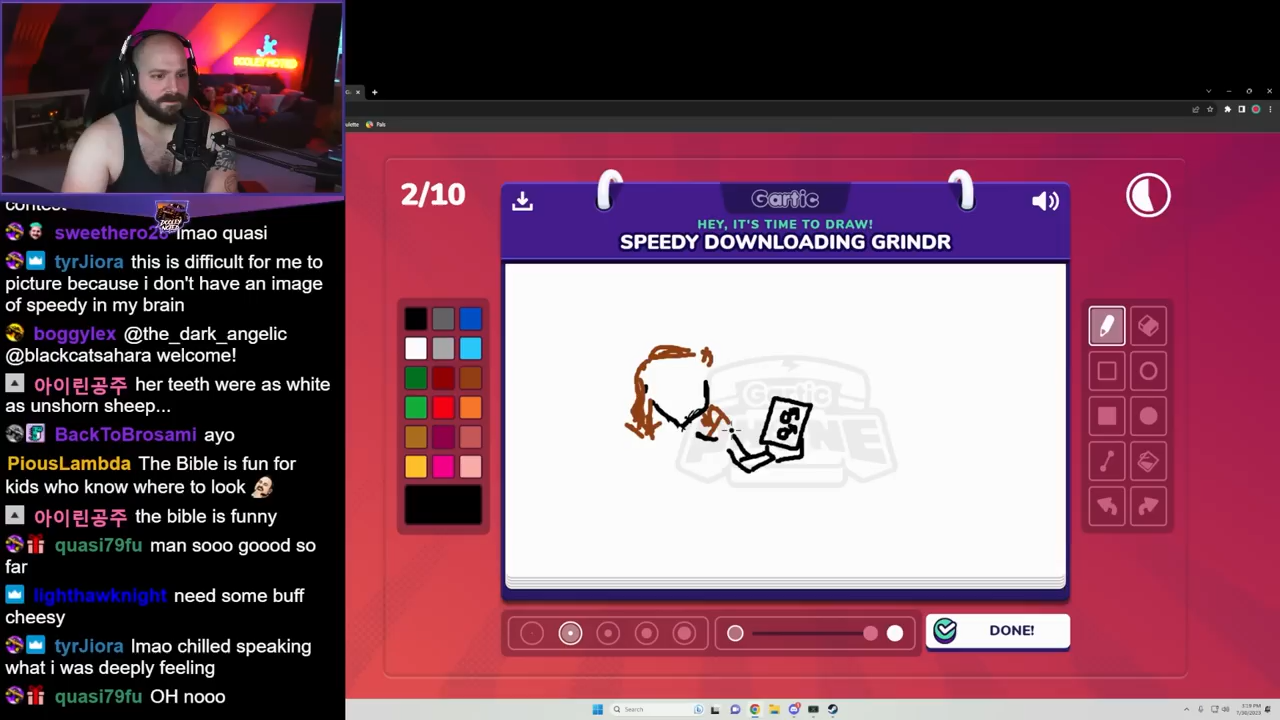 DOOLEY NOTED
contest
sweethero26 lmao quasi
tyrJiora this is difficult for me to
picture because i don't have an image
of speedy in my brain
boggylex @the_dark_angelic
@blackcatsahara welcome!
아이린공주 her teeth were as white
as unshorn sheep...
BackToBrosami ayo
PiousLambda The Bible is fun for
kids who know where to look
아이린공주 the bible is funny
quasi79fu man sooo goood so
far
lighthawknight need some buff
cheesy
tyrJiora lmao chilled speaking
what i was deeply feeling
quasi79fu OH nooo
Pals
2/10
Gartic
HEY, IT'S TIME TO DRAW!
SPEEDY DOWNLOADING GRINDR
Gartic
DONE!
Search